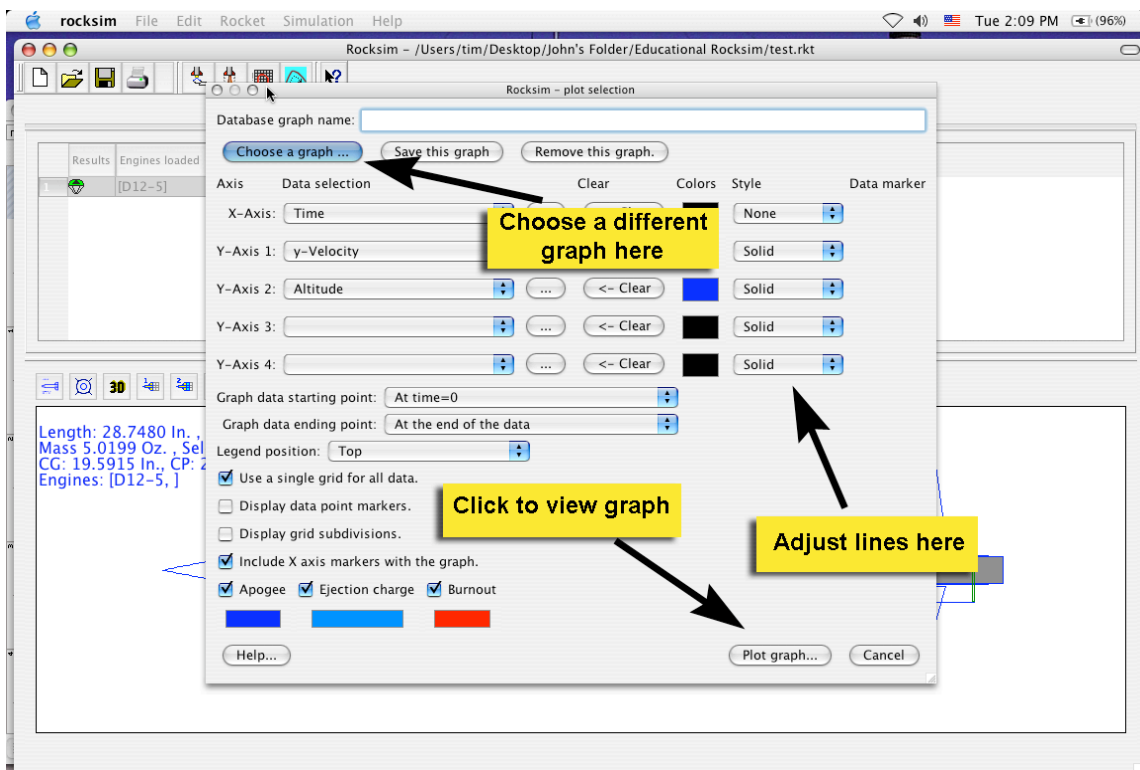 rocksim File Edit Rocket Simulation Help Tue 2:09 PM (96%)
Rocksim – /Users/tim/Desktop/John's Folder/Educational Rocksim/test.rkt
Rocksim – plot selection
Database graph name:
Choose a graph ... Save this graph Remove this graph.
Results Engines loaded
1 [D12-5]
Axis Data selection Clear Colors Style Data marker
X-Axis: Time None
Choose a different
graph here
Y-Axis 1: y-Velocity Solid
Y-Axis 2: Altitude ... <- Clear Solid
Y-Axis 3: ... <- Clear Solid
Y-Axis 4: ... <- Clear Solid
3D
Graph data starting point: At time=0
Graph data ending point: At the end of the data
Legend position: Top
Length: 28.7480 In. ,
Mass 5.0199 Oz. , Sel
CG: 19.5915 In., CP: 2
Engines: [D12-5, ]
Use a single grid for all data.
Display data point markers.
Display grid subdivisions.
Include X axis markers with the graph.
Click to view graph
Adjust lines here
Apogee Ejection charge Burnout
Help... Plot graph... Cancel